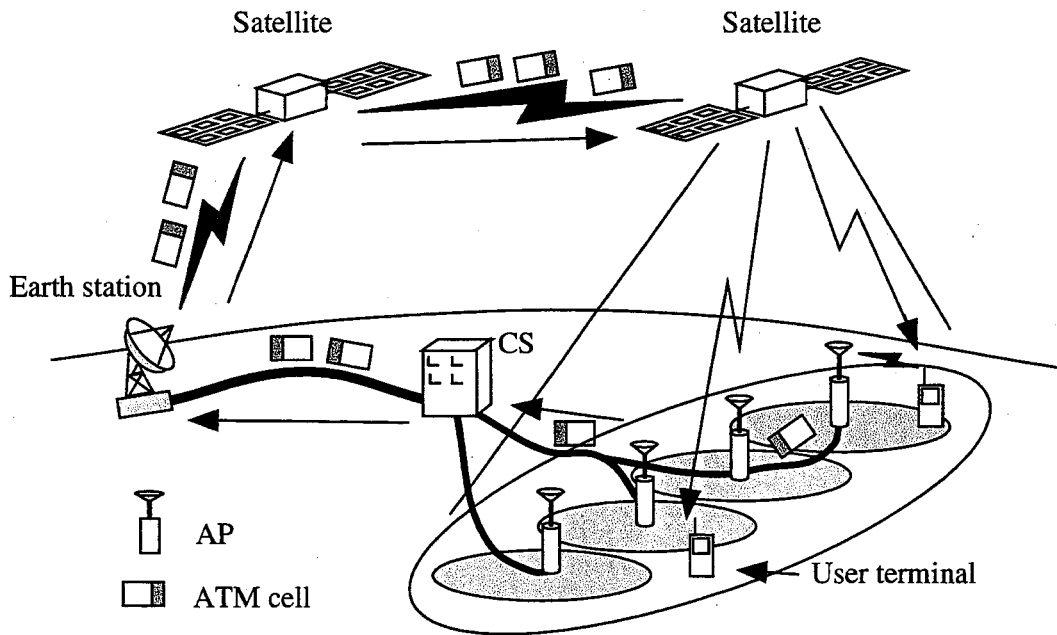 Satellite
Satellite
Earth station
CS
AP
User terminal
ATM cell